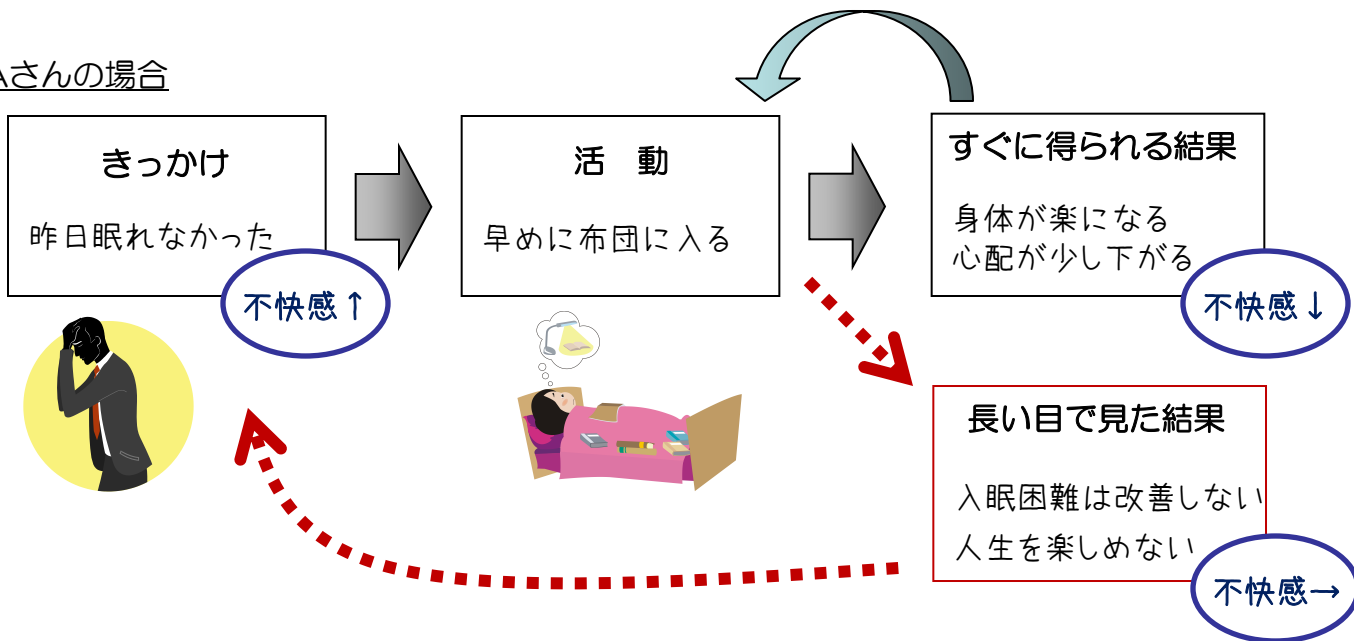 Aさんの場合
きっかけ
昨日眠れなかった
不快感↑
活　動
早めに布団に入る
すぐに得られる結果
身体が楽になる
心配が少し下がる
不快感↓
長い目で見た結果
入眠困難は改善しない
人生を楽しめない
不快感→